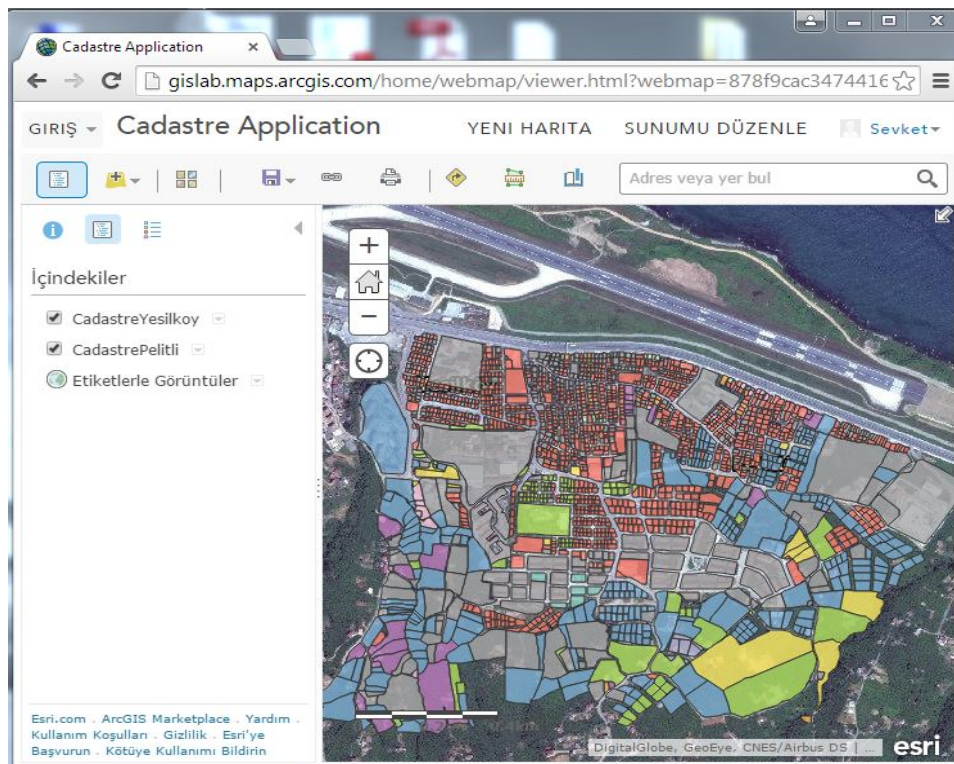 Cadastre Application
gislab.maps.arcgis.com/home/webmap/viewer.html?webmap=878f9cac3474416
GIRIŞ
Cadastre Application
YENI HARITA
SUNUMU DÜZENLE
Sevket
Adres veya yer bul
İçindekiler
CadastreYesilkoy
CadastrePelitli
Etiketlerle Görüntüler
Esri.com . ArcGIS Marketplace . Yardım .
Kullanım Koşulları . Gizlilik . Esri'ye
Başvurun . Kötüye Kullanımı Bildirin
DigitalGlobe, GeoEye, CNES/Airbus DS | ...
esri